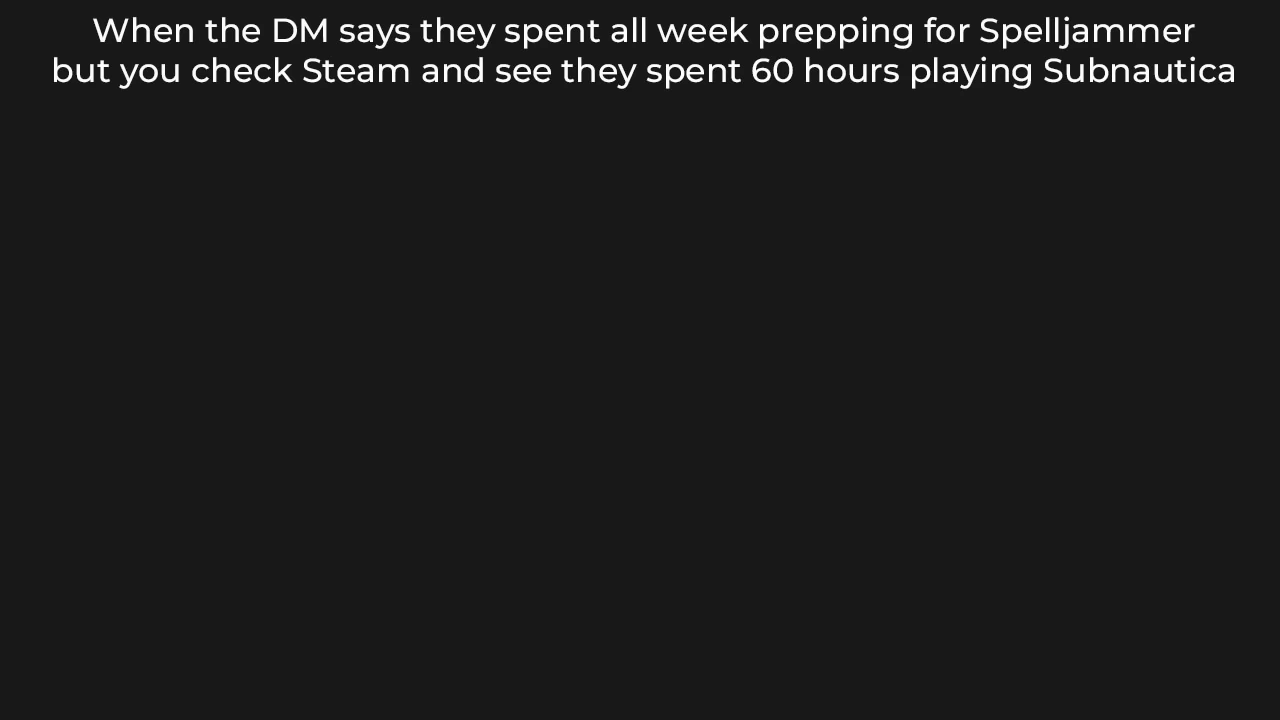 When the DM says they spent all week prepping for Spelljammer
but you check Steam and see they spent 60 hours playing Subnautica